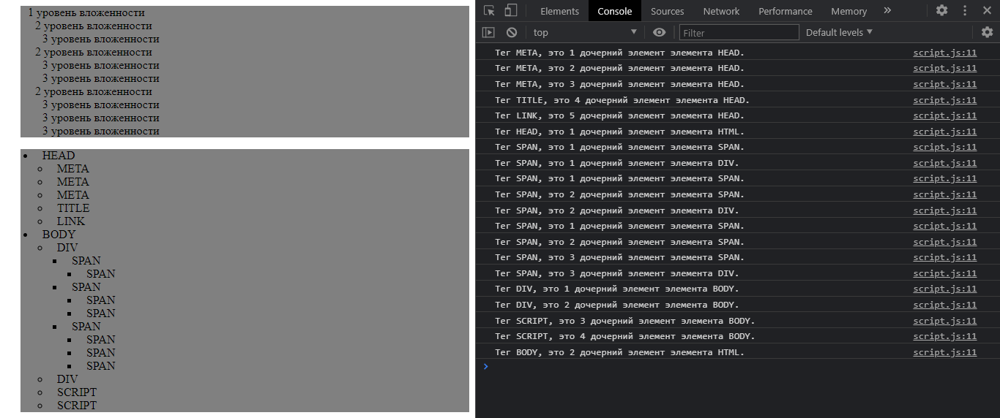 1 уровень вложенности
2 уровень вложенности
3 уровень вложенности
2 уровень вложенности
3 уровень вложенности
3 уровень вложенности
2 уровень вложенности
3 уровень вложенности
3 уровень вложенности
3 уровень вложенности
HEAD
META
META
META
TITLE
LINK
BODY
DIV
SPAN
SPAN
SPAN
SPAN
SPAN
SPAN
SPAN
SPAN
SPAN
DIV
SCRIPT
SCRIPT
Elements Console Sources Network Performance Memory »
top Filter Default levels
Тег META, это 1 дочерний элемент элемента HEAD. script.js:11
Тег META, это 2 дочерний элемент элемента HEAD. script.js:11
Тег META, это 3 дочерний элемент элемента HEAD. script.js:11
Тег TITLE, это 4 дочерний элемент элемента HEAD. script.js:11
Тег LINK, это 5 дочерний элемент элемента HEAD. script.js:11
Тег HEAD, это 1 дочерний элемент элемента HTML. script.js:11
Тег SPAN, это 1 дочерний элемент элемента SPAN. script.js:11
Тег SPAN, это 1 дочерний элемент элемента DIV. script.js:11
Тег SPAN, это 1 дочерний элемент элемента SPAN. script.js:11
Тег SPAN, это 2 дочерний элемент элемента SPAN. script.js:11
Тег SPAN, это 2 дочерний элемент элемента DIV. script.js:11
Тег SPAN, это 1 дочерний элемент элемента SPAN. script.js:11
Тег SPAN, это 2 дочерний элемент элемента SPAN. script.js:11
Тег SPAN, это 3 дочерний элемент элемента SPAN. script.js:11
Тег SPAN, это 3 дочерний элемент элемента DIV. script.js:11
Тег DIV, это 1 дочерний элемент элемента BODY. script.js:11
Тег DIV, это 2 дочерний элемент элемента BODY. script.js:11
Тег SCRIPT, это 3 дочерний элемент элемента BODY. script.js:11
Тег SCRIPT, это 4 дочерний элемент элемента BODY. script.js:11
Тег BODY, это 2 дочерний элемент элемента HTML. script.js:11